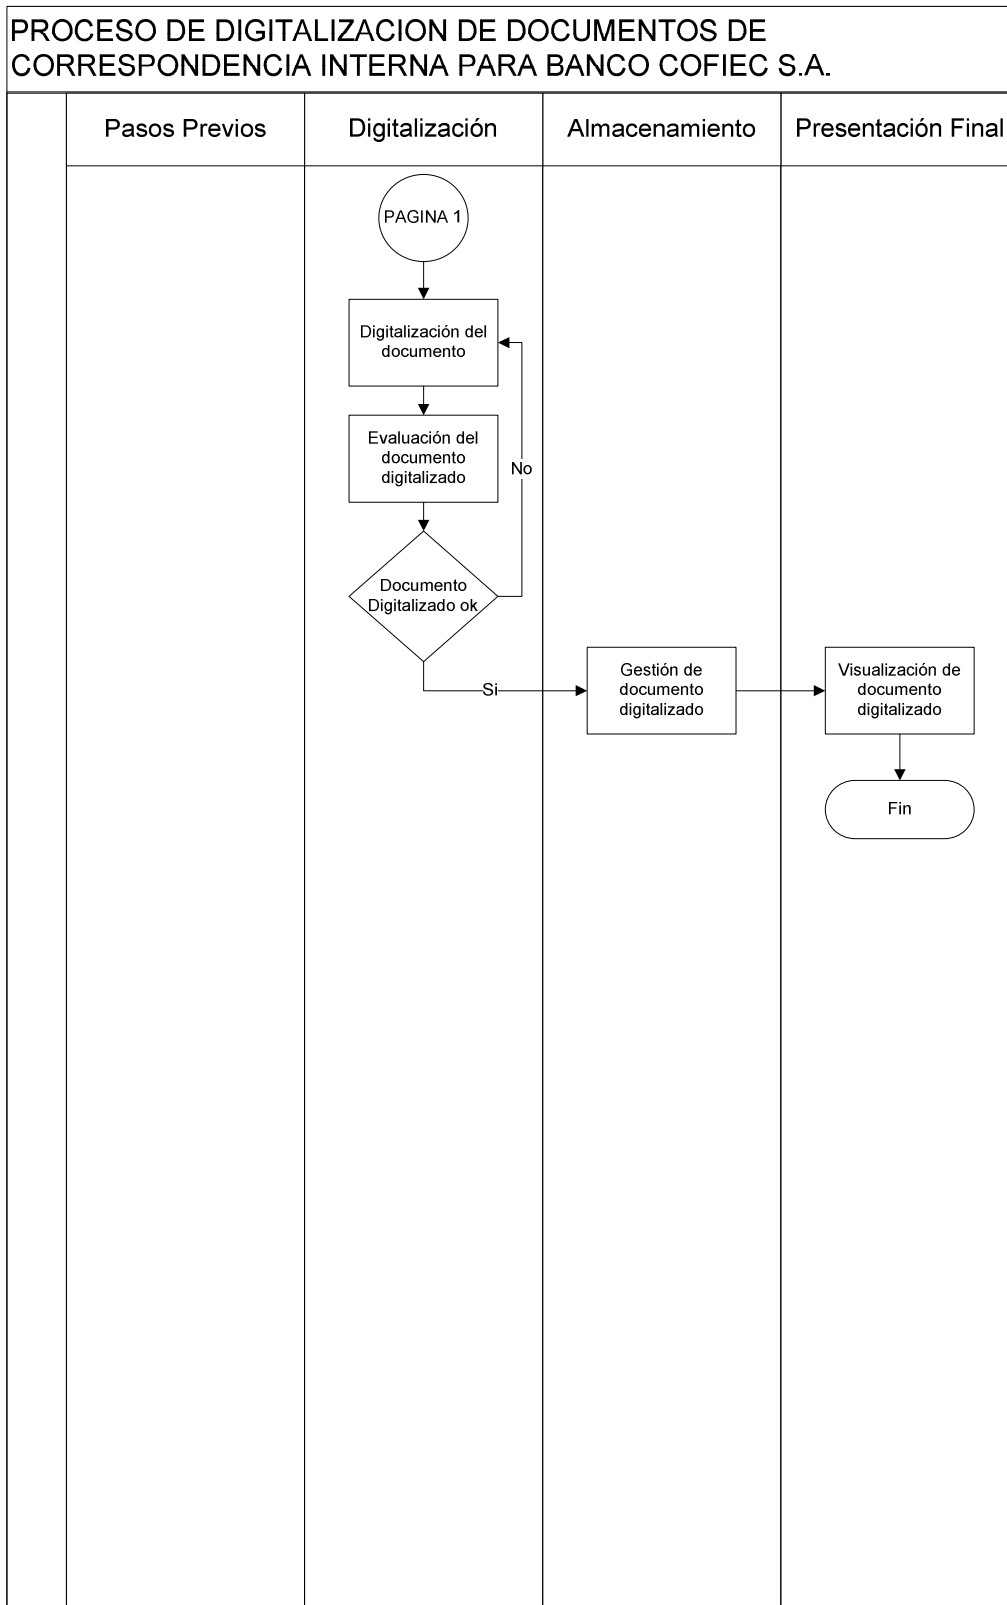 PROCESO DE DIGITALIZACION DE DOCUMENTOS DE
CORRESPONDENCIA INTERNA PARA BANCO COFIEC S.A.
Pasos Previos
Digitalización
Almacenamiento
Presentación Final
PAGINA 1
Digitalización del
documento
Evaluación del
documento
digitalizado
No
Documento
Digitalizado ok
Si
Gestión de
documento
digitalizado
Visualización de
documento
digitalizado
Fin